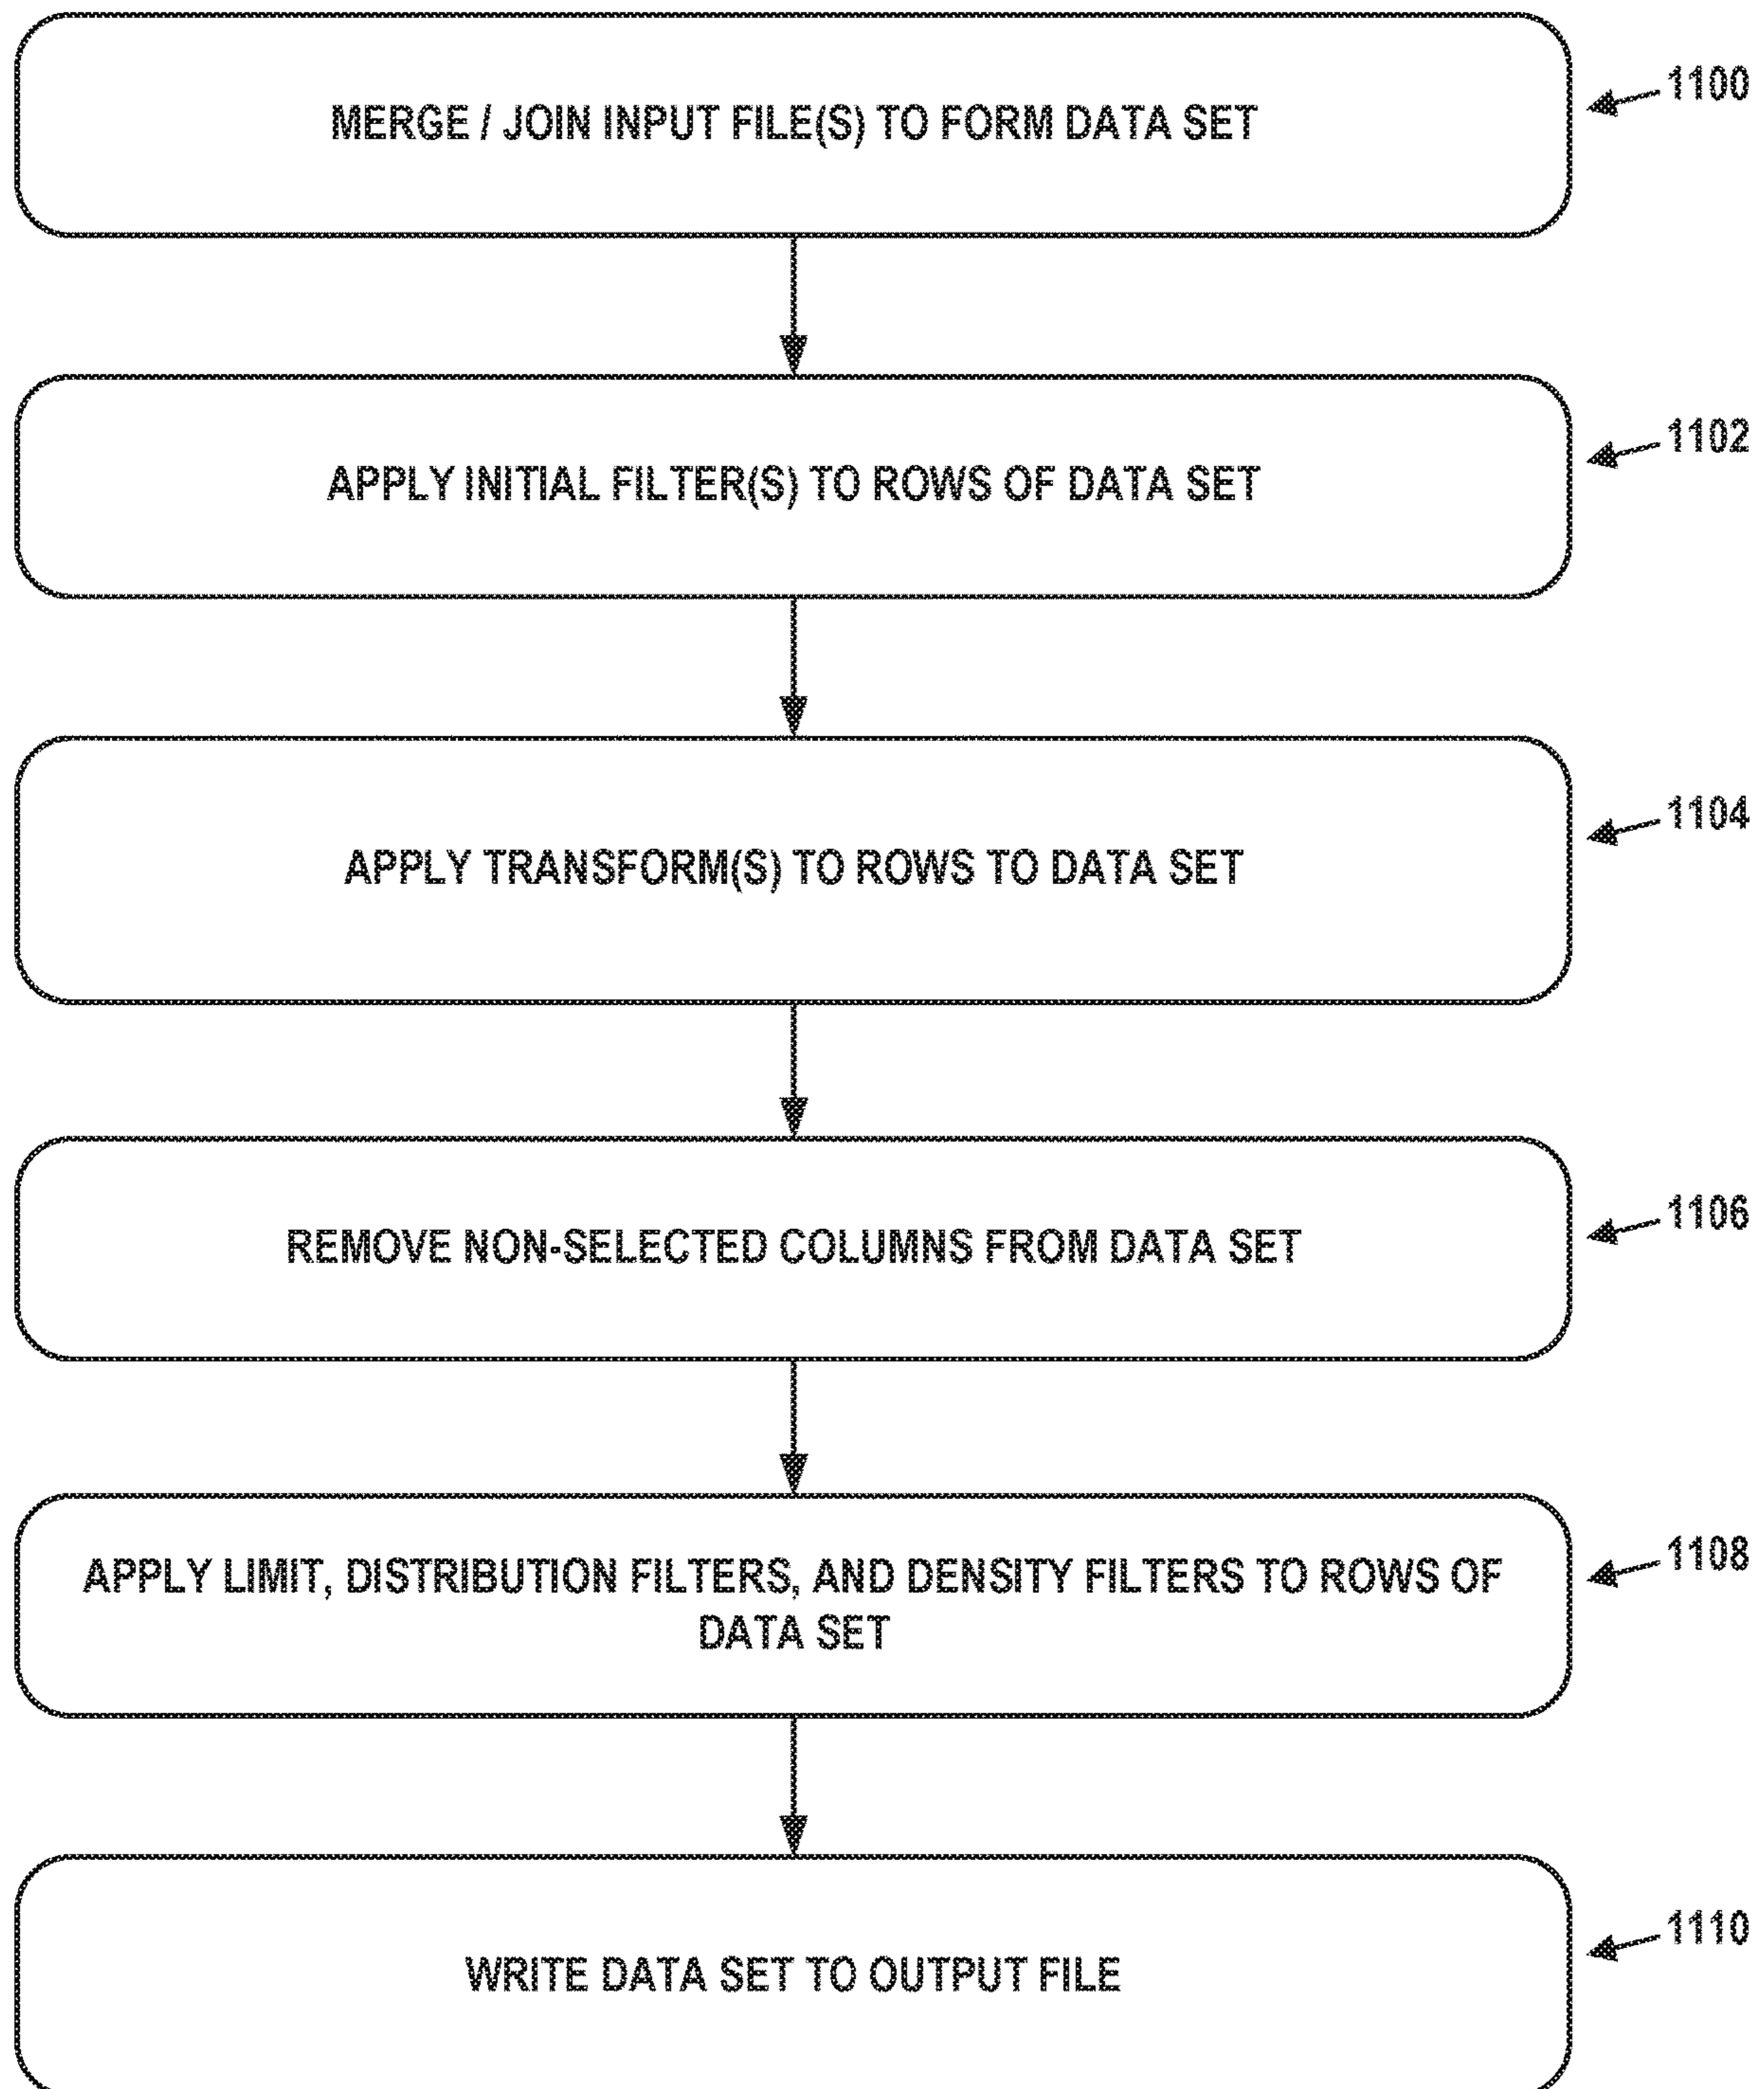 MERGE / JOIN INPUT FILE(S) TO FORM DATA SET
1100
APPLY INITIAL FILTER(S) TO ROWS OF DATA SET
1102
APPLY TRANSFORM(S) TO ROWS TO DATA SET
1104
REMOVE NON-SELECTED COLUMNS FROM DATA SET
1106
APPLY LIMIT, DISTRIBUTION FILTERS, AND DENSITY FILTERS TO ROWS OF
DATA SET
1108
WRITE DATA SET TO OUTPUT FILE
1110